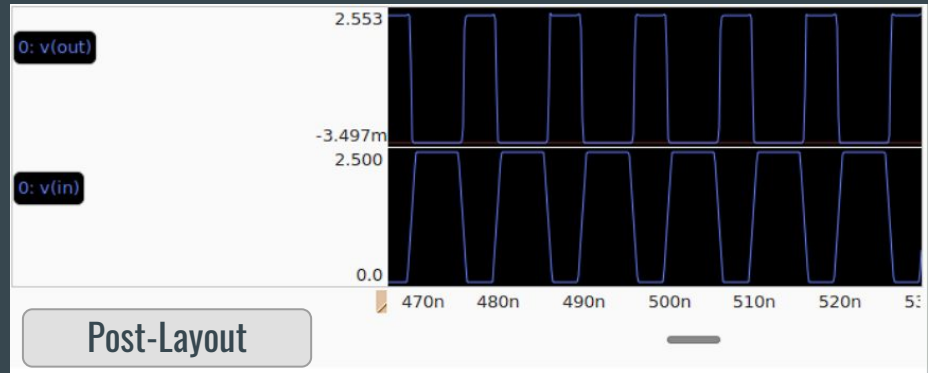 2.553
0: v(out)
-3.497m
2.500
0: v(in)
0.0
470n 480n 490n 500n 510n 520n
Post-Layout